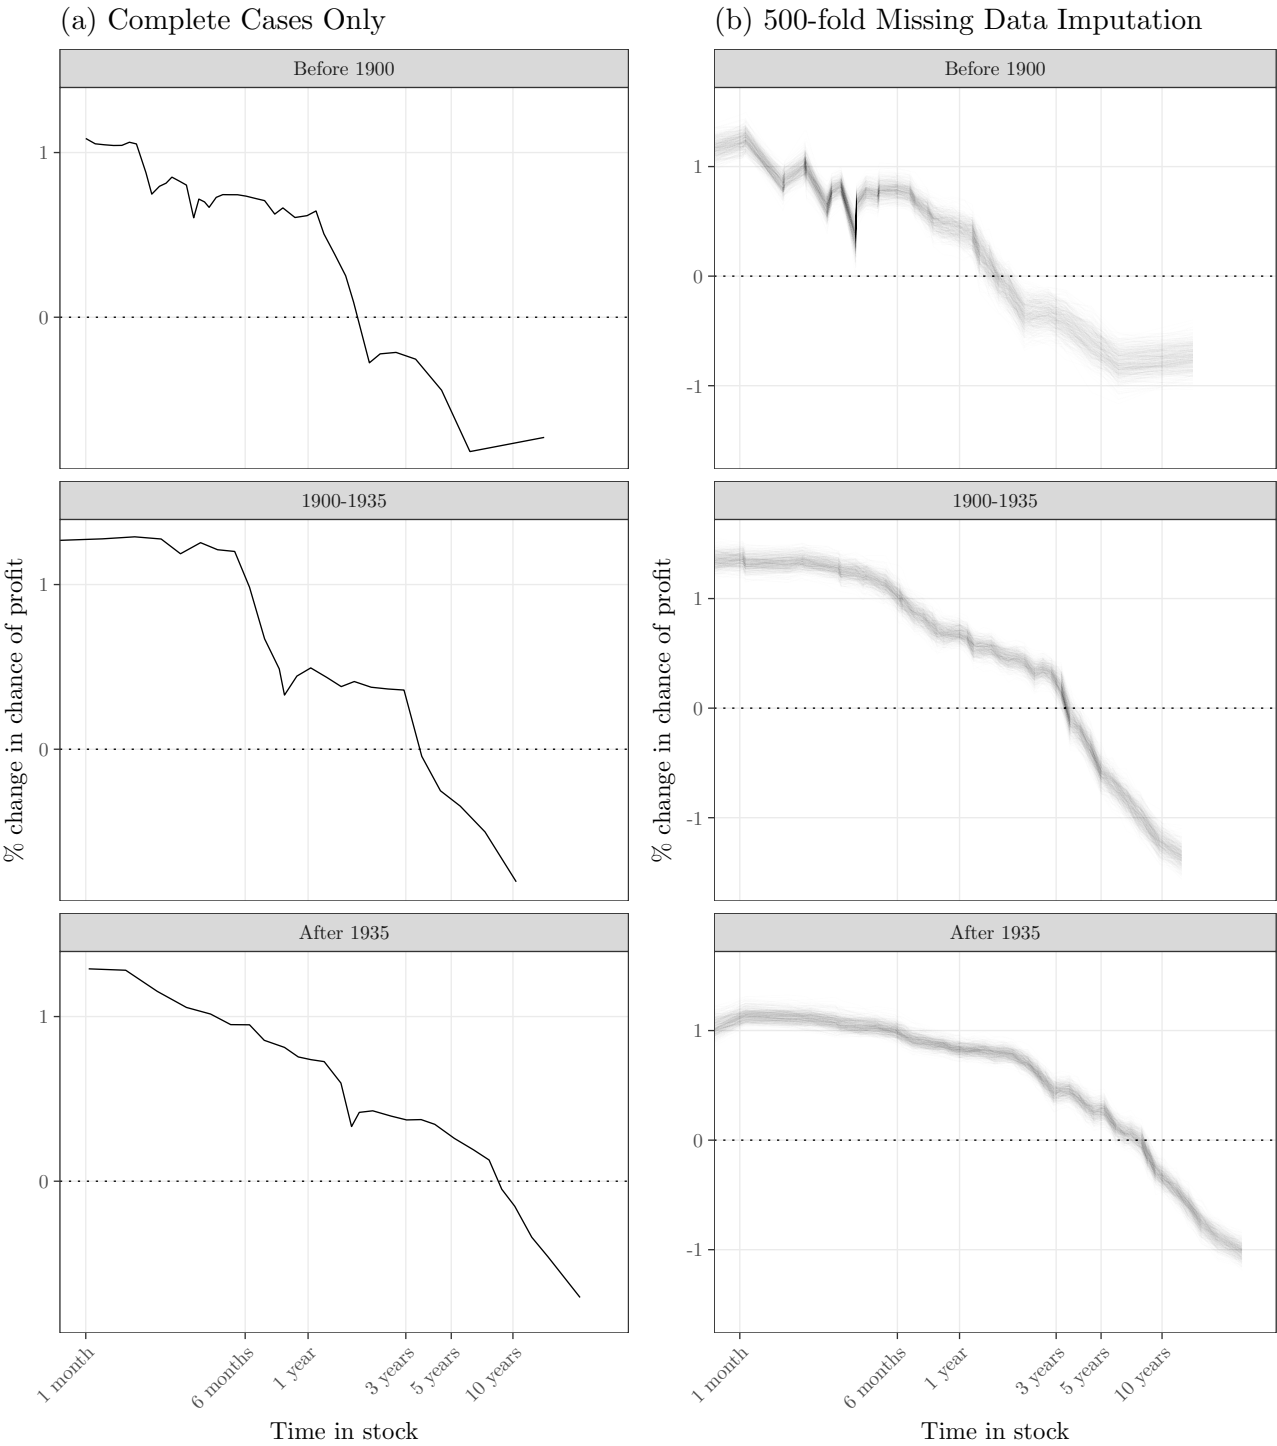 (a) Complete Cases Only
Before 1900
1
0
1900-1935
1
0
After 1935
1
0
% change in chance of profit
1 month
6 months
1 year
3 years
5 years
10 years
Time in stock
(b) 500-fold Missing Data Imputation
Before 1900
1
0
-1
1900-1935
1
0
-1
After 1935
1
0
-1
% change in chance of profit
1 month
6 months
1 year
3 years
5 years
10 years
Time in stock